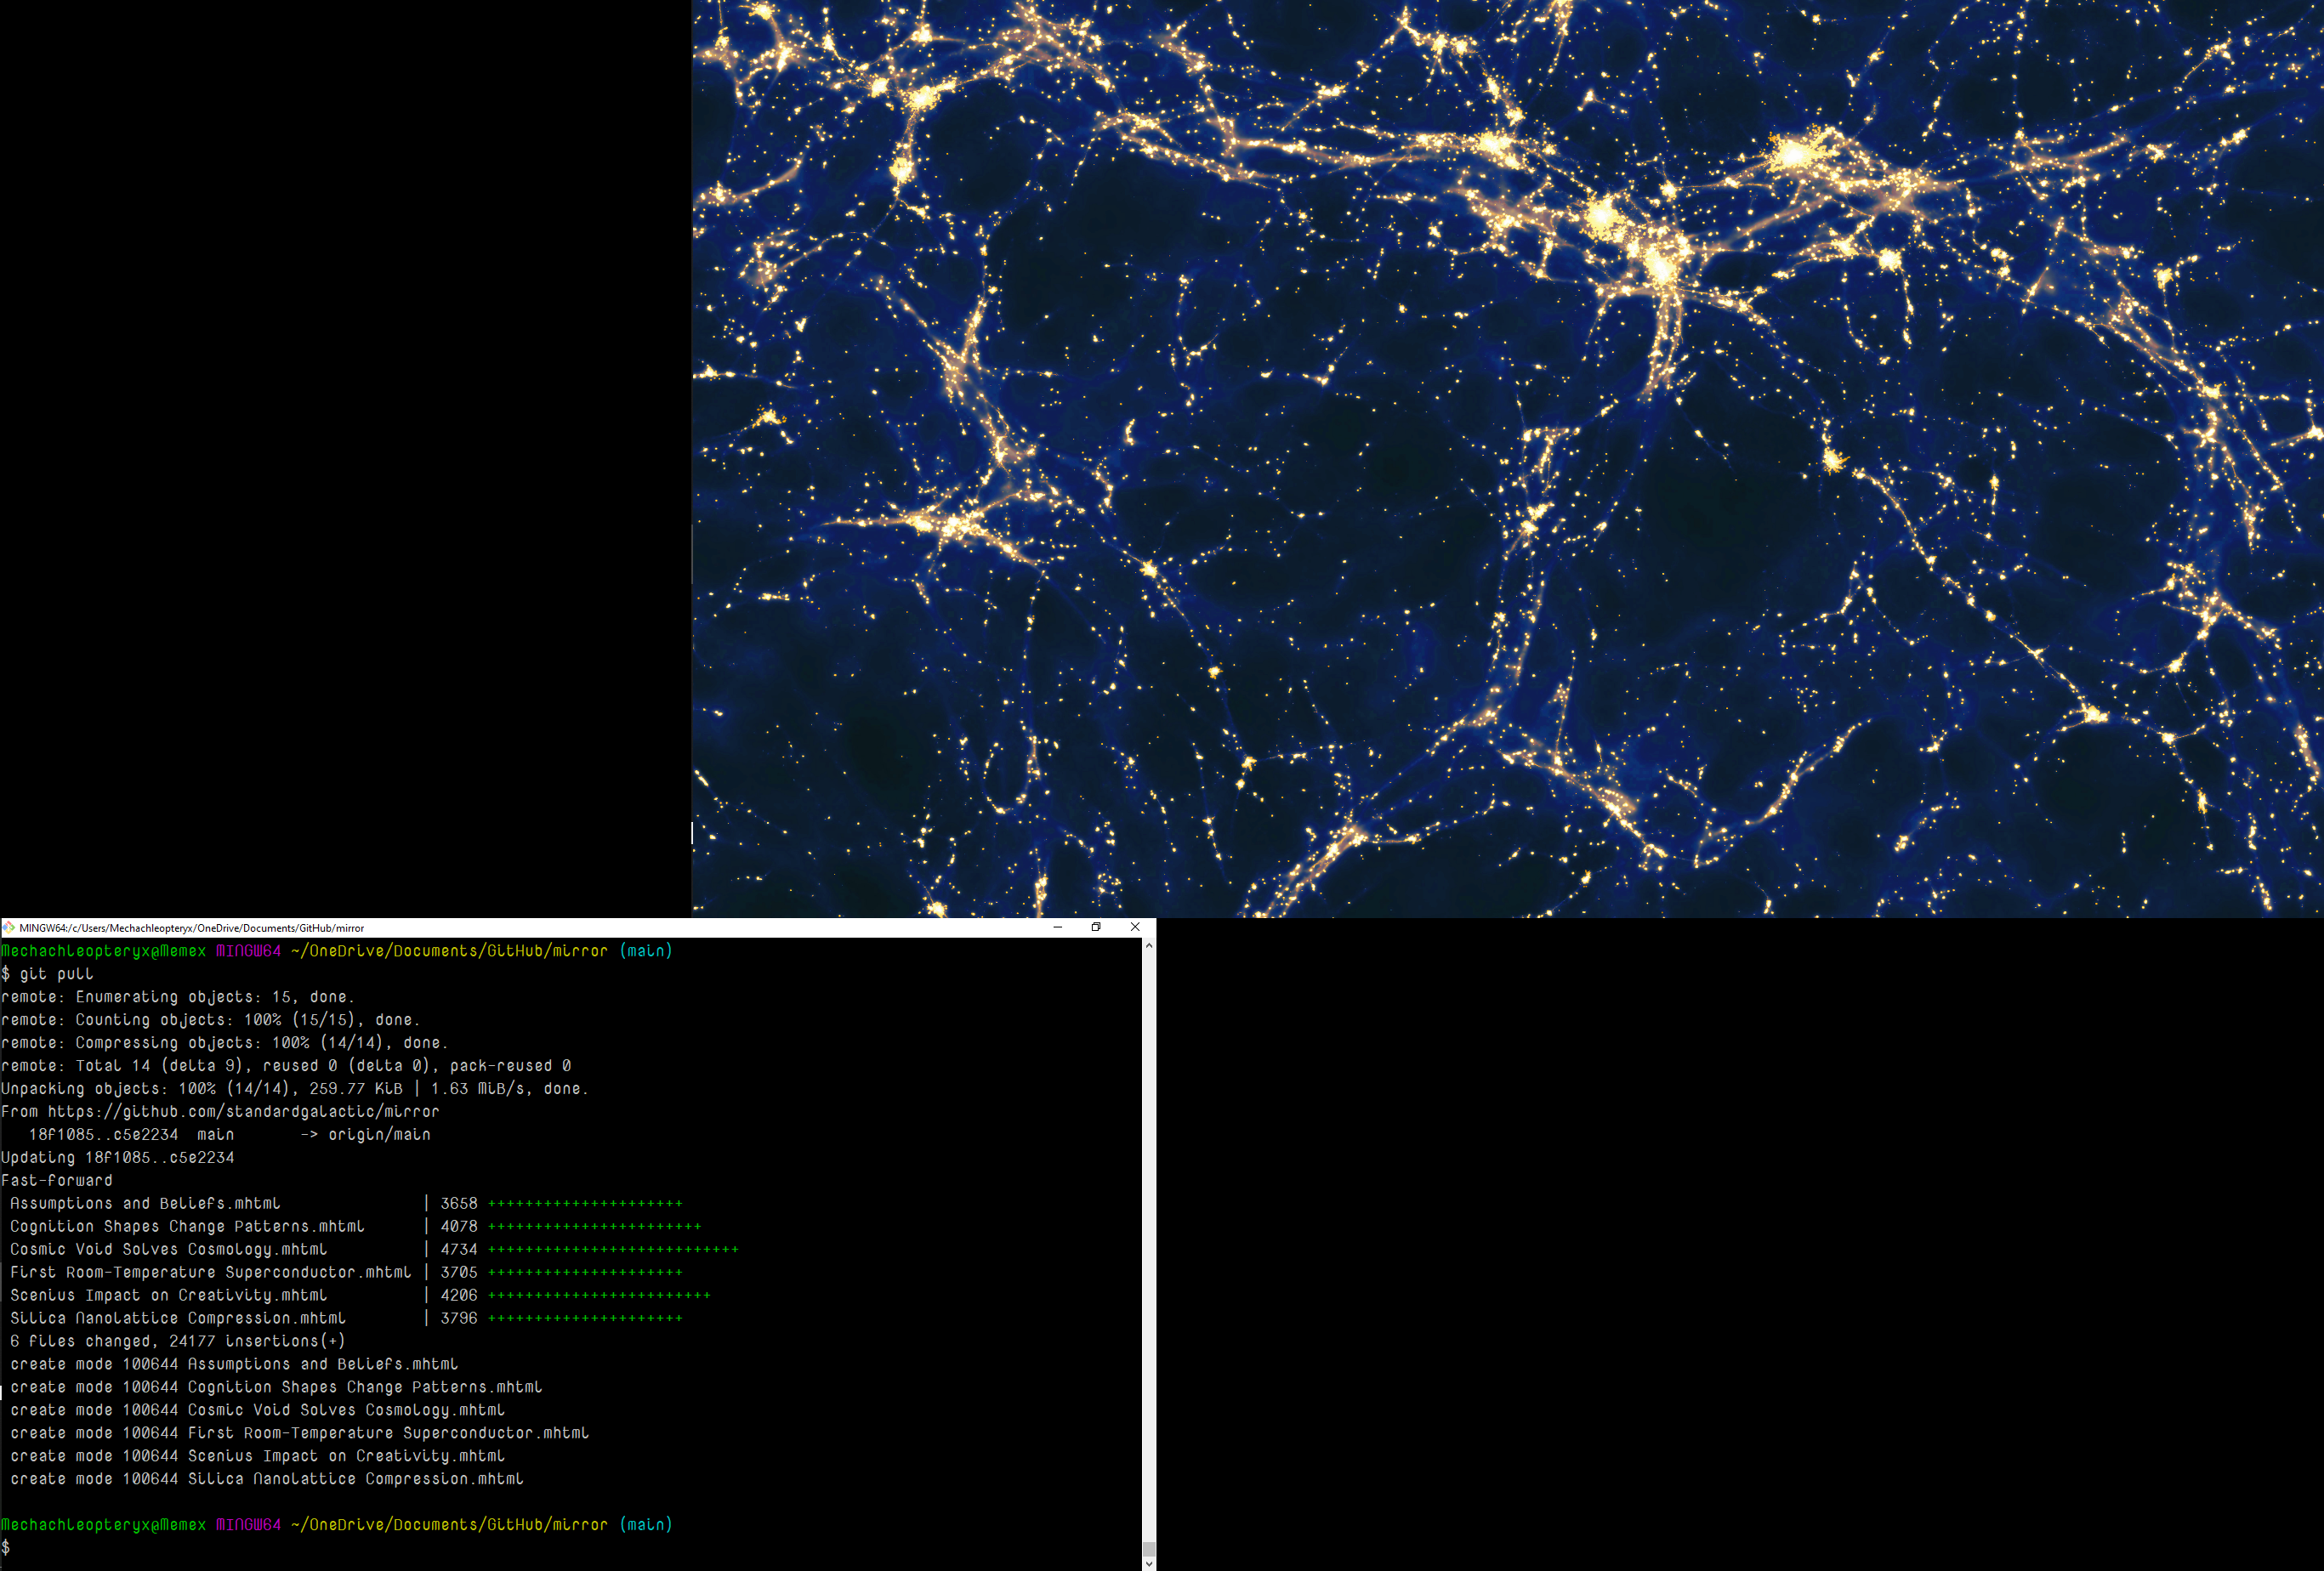 MINGW64:/c/Users/Mechachleopteryx/OneDrive/Documents/GitHub/mirror
Mechachleopteryx@Memex MINGW64 ~/OneDrive/Documents/GitHub/mirror (main)
$ git pull
remote: Enumerating objects: 15, done.
remote: Counting objects: 100% (15/15), done.
remote: Compressing objects: 100% (14/14), done.
remote: Total 14 (delta 9), reused 0 (delta 0), pack-reused 0
Unpacking objects: 100% (14/14), 259.77 KiB | 1.63 MiB/s, done.
From https://github.com/standardgalactic/mirror
   18f1085..c5e2234  main       -> origin/main
Updating 18f1085..c5e2234
Fast-forward
 Assumptions and Beliefs.mhtml               | 3658 +++++++++++++++++++++
 Cognition Shapes Change Patterns.mhtml      | 4078 +++++++++++++++++++++++
 Cosmic Void Solves Cosmology.mhtml          | 4734 +++++++++++++++++++++++++++
 First Room-Temperature Superconductor.mhtml | 3705 +++++++++++++++++++++
 Scenius Impact on Creativity.mhtml          | 4206 ++++++++++++++++++++++++
 Silica Nanolattice Compression.mhtml        | 3796 +++++++++++++++++++++
 6 files changed, 24177 insertions(+)
 create mode 100644 Assumptions and Beliefs.mhtml
 create mode 100644 Cognition Shapes Change Patterns.mhtml
 create mode 100644 Cosmic Void Solves Cosmology.mhtml
 create mode 100644 First Room-Temperature Superconductor.mhtml
 create mode 100644 Scenius Impact on Creativity.mhtml
 create mode 100644 Silica Nanolattice Compression.mhtml
Mechachleopteryx@Memex MINGW64 ~/OneDrive/Documents/GitHub/mirror (main)
$